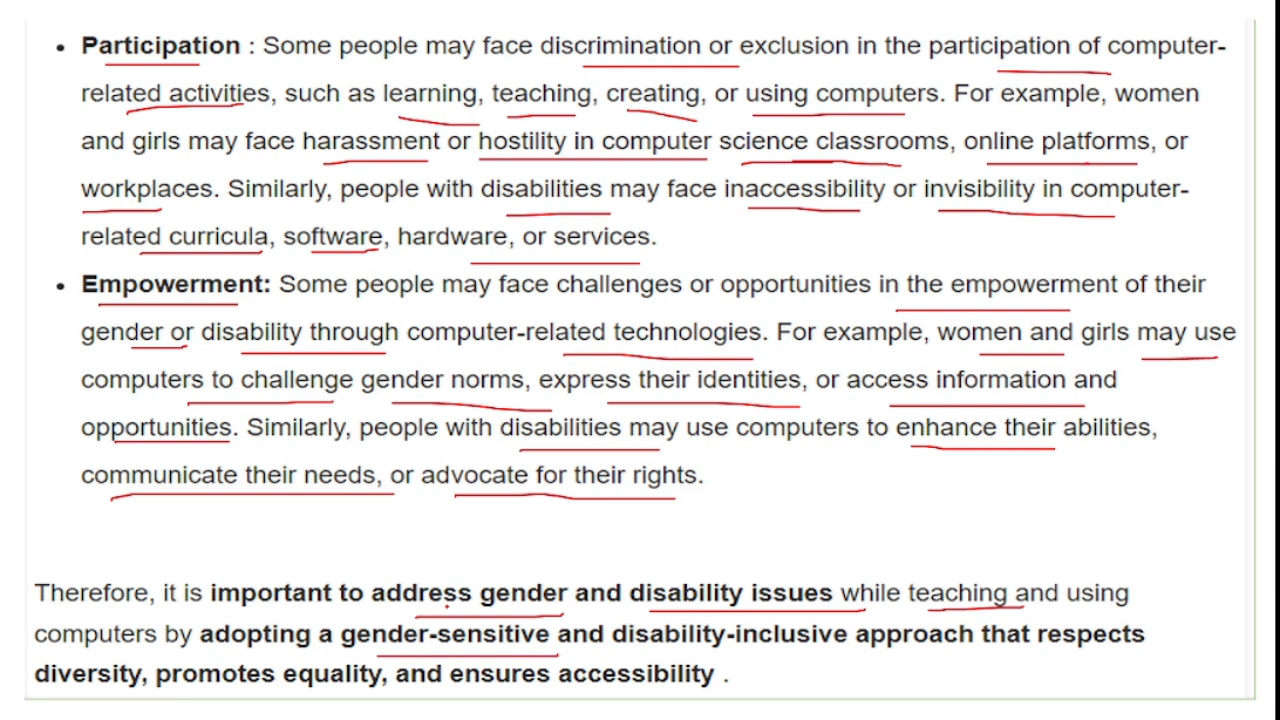 • Participation : Some people may face discrimination or exclusion in the participation of computer-
related activities, such as learning, teaching, creating, or using computers. For example, women
and girls may face harassment or hostility in computer science classrooms, online platforms, or
workplaces. Similarly, people with disabilities may face inaccessibility or invisibility in computer-
related curricula, software, hardware, or services.
• Empowerment: Some people may face challenges or opportunities in the empowerment of their
gender or disability through computer-related technologies. For example, women and girls may use
computers to challenge gender norms, express their identities, or access information and
opportunities. Similarly, people with disabilities may use computers to enhance their abilities,
communicate their needs, or advocate for their rights.
Therefore, it is important to address gender and disability issues while teaching and using
computers by adopting a gender-sensitive and disability-inclusive approach that respects
diversity, promotes equality, and ensures accessibility .